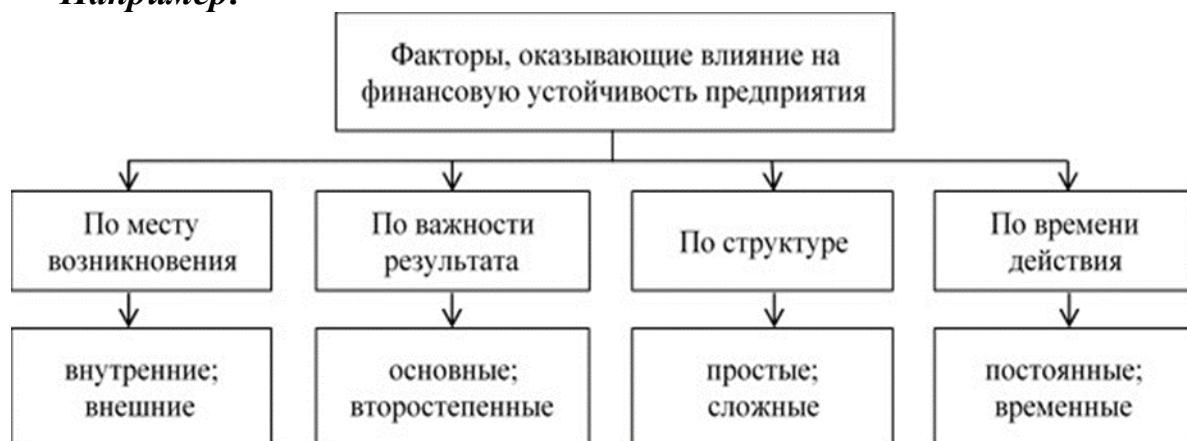 Например:
Факторы, оказывающие влияние на
финансовую устойчивость предприятия
По месту
возникновения
По важности
результата
По структуре
По времени
действия
внутренние;
внешние
основные;
второстепенные
простые;
сложные
постоянные;
временные